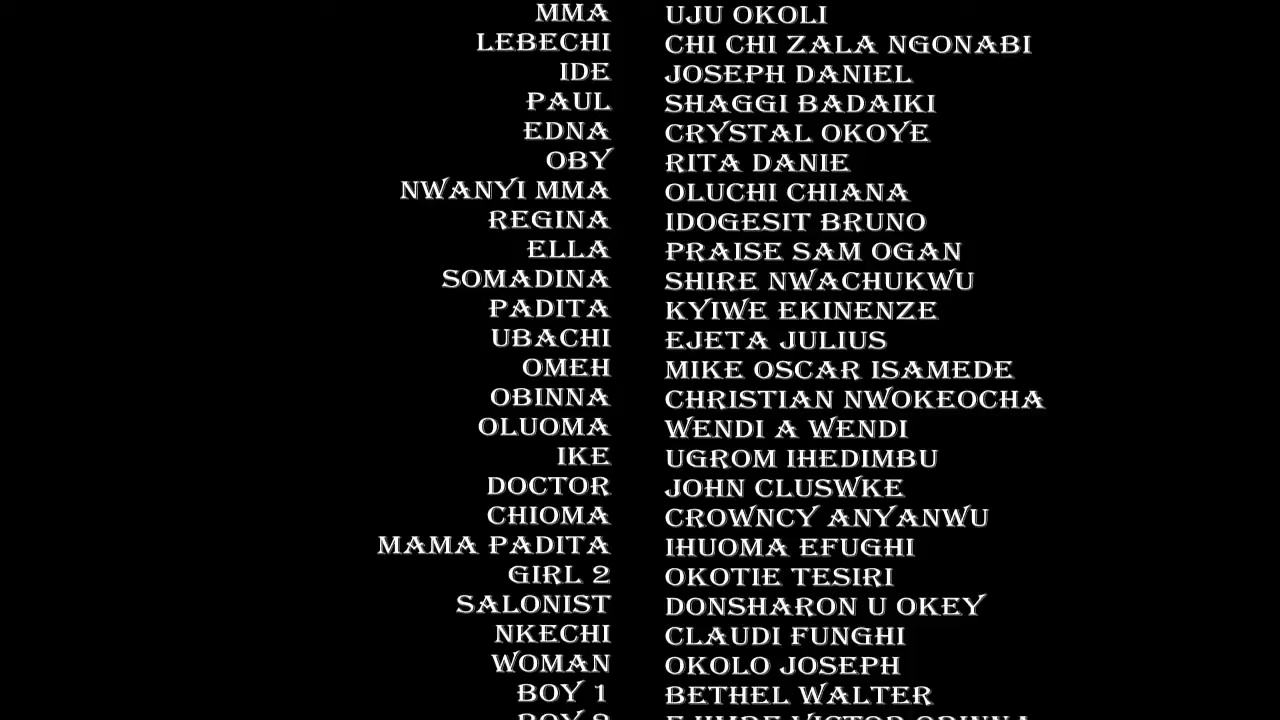 MMA UJU OKOLI
LEBECHI CHI CHI ZALA NGONABI
IDE JOSEPH DANIEL
PAUL SHAGGI BADAIKI
EDNA CRYSTAL OKOYE
OBY RITA DANIE
NWANYI MMA OLUCHI CHIANA
REGINA IDOGESIT BRUNO
ELLA PRAISE SAM OGAN
SOMADINA SHIRE NWACHUKWU
PADITA KYIWE EKINENZE
UBACHI EJETA JULIUS
OMEH MIKE OSCAR ISAMEDE
OBINNA CHRISTIAN NWOKEOCHA
OLUOMA WENDI A WENDI
IKE UGROM IHEDIMBU
DOCTOR JOHN CLUSWKE
CHIOMA CROWNCY ANYANWU
MAMA PADITA IHUOMA EFUGHI
GIRL 2 OKOTIE TESIRI
SALONIST DONSHARON U OKEY
NKECHI CLAUDI FUNGHI
WOMAN OKOLO JOSEPH
BOY 1 BETHEL WALTER
BOY VICTOR OBINNA